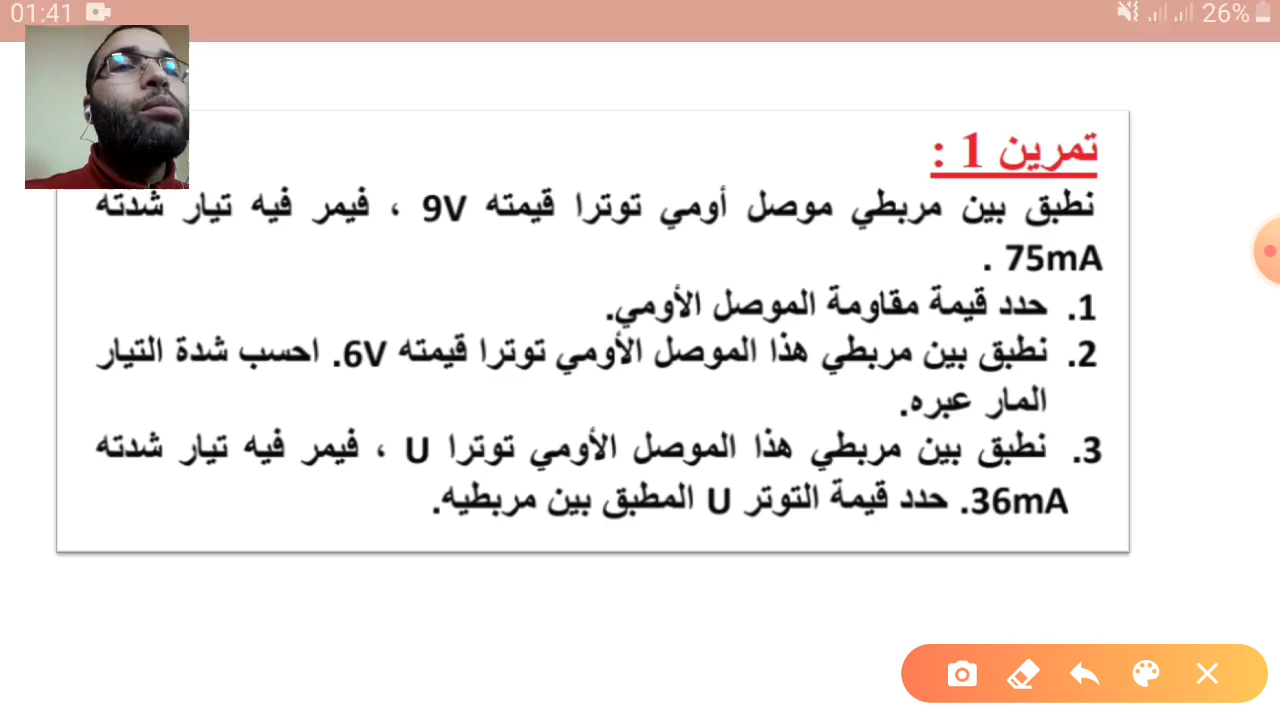 01:41
26%
تمرين 1 :
نطبق بين مربطي موصل أومي توترا قيمته 9V ، فيمر فيه تيار شدته
75mA .
1. حدد قيمة مقاومة الموصل الأومي.
2. نطبق بين مربطي هذا الموصل الأومي توترا قيمته 6V. احسب شدة التيار
المار عبره.
3. نطبق بين مربطي هذا الموصل الأومي توترا U ، فيمر فيه تيار شدته
36mA. حدد قيمة التوتر U المطبق بين مربطيه.